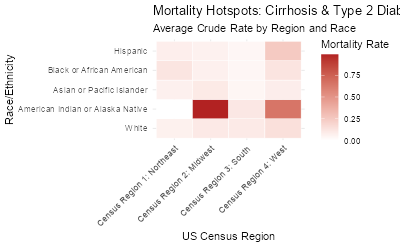 Mortality Hotspots: Cirrhosis & Type 2 Diab
Average Crude Rate by Region and Race
Mortality Rate
Hispanic
Black or African American
Asian or Pacific Islander
American Indian or Alaska Native
White
Race/Ethnicity
0.75
0.50
0.25
0.00
Census Region 1: Northeast
Census Region 2: Midwest
Census Region 3: South
Census Region 4: West
US Census Region